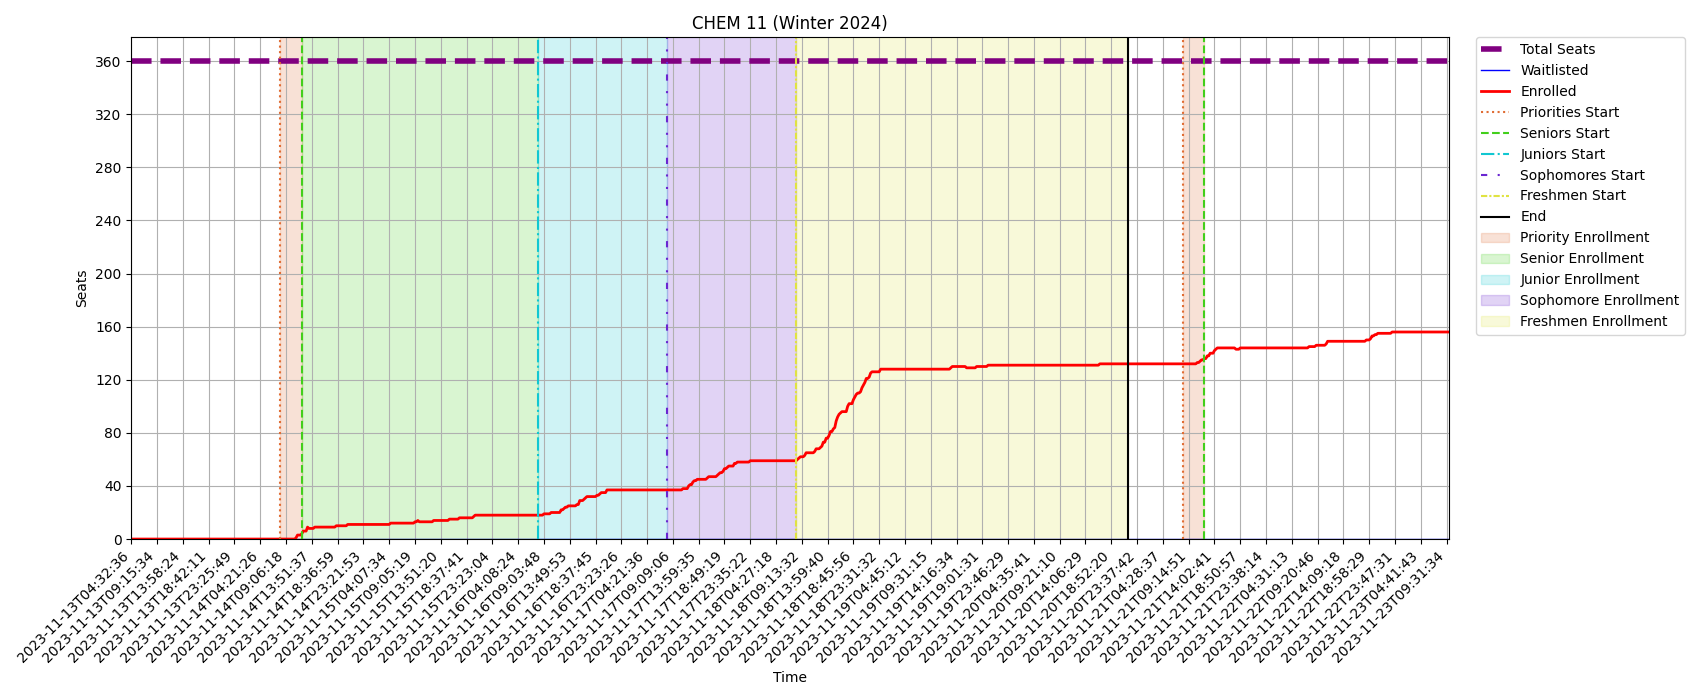 CHEM 11 (Winter 2024)
Seats
360
320
280
240
200
160
120
80
40
0
2023-11-13T04:32:36
2023-11-13T09:15:34
2023-11-13T13:58:24
2023-11-13T18:42:11
2023-11-13T23:25:49
2023-11-14T04:21:26
2023-11-14T09:06:18
2023-11-14T13:51:37
2023-11-14T18:36:59
2023-11-14T23:21:53
2023-11-15T04:07:34
2023-11-15T09:05:19
2023-11-15T13:51:20
2023-11-15T18:37:41
2023-11-15T23:23:04
2023-11-16T04:08:24
2023-11-16T09:03:48
2023-11-16T13:49:53
2023-11-16T18:37:45
2023-11-16T23:23:26
2023-11-17T04:21:36
2023-11-17T09:09:06
2023-11-17T13:59:35
2023-11-17T18:49:19
2023-11-17T23:35:22
2023-11-18T04:27:18
2023-11-18T09:13:32
2023-11-18T13:59:40
2023-11-18T18:45:56
2023-11-18T23:31:32
2023-11-19T04:45:12
2023-11-19T09:31:15
2023-11-19T14:16:34
2023-11-19T19:01:31
2023-11-19T23:46:29
2023-11-20T04:35:41
2023-11-20T09:21:10
2023-11-20T14:06:29
2023-11-20T18:52:20
2023-11-20T23:37:42
2023-11-21T04:28:37
2023-11-21T09:14:51
2023-11-21T14:02:41
2023-11-21T18:50:57
2023-11-21T23:38:14
2023-11-22T04:31:13
2023-11-22T09:20:46
2023-11-22T14:09:18
2023-11-22T18:58:29
2023-11-22T23:47:31
2023-11-23T04:41:43
2023-11-23T09:31:34
Time
Total Seats
Waitlisted
Enrolled
Priorities Start
Seniors Start
Juniors Start
Sophomores Start
Freshmen Start
End
Priority Enrollment
Senior Enrollment
Junior Enrollment
Sophomore Enrollment
Freshmen Enrollment